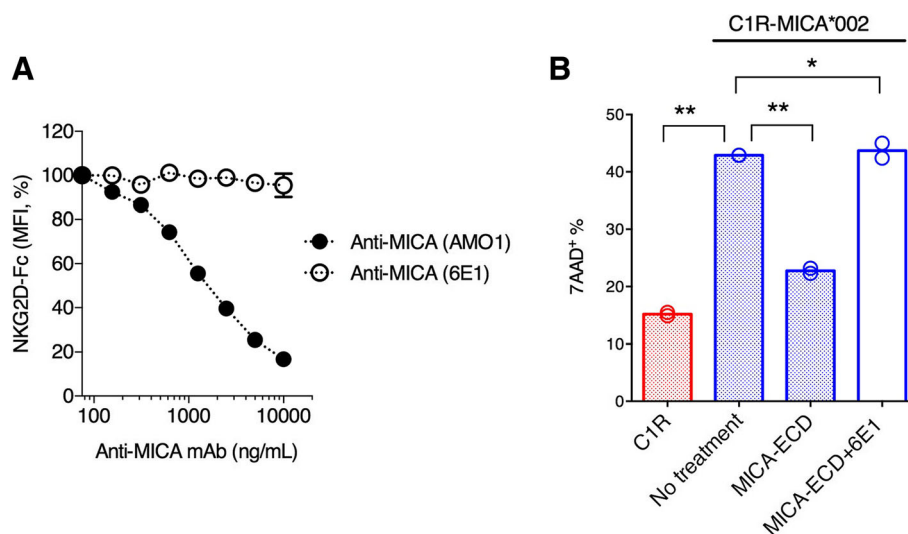 C1R-MICA*002
A
B
120
100
80
60
40
20
0
NKG2D-Fc (MFI, %)
100
1000
10000
Anti-MICA mAb (ng/mL)
Anti-MICA (AMO1)
Anti-MICA (6E1)
*
**
**
50
40
30
20
10
0
7AAD⁺ %
C1R
No treatment
MICA-ECD
MICA-ECD+6E1